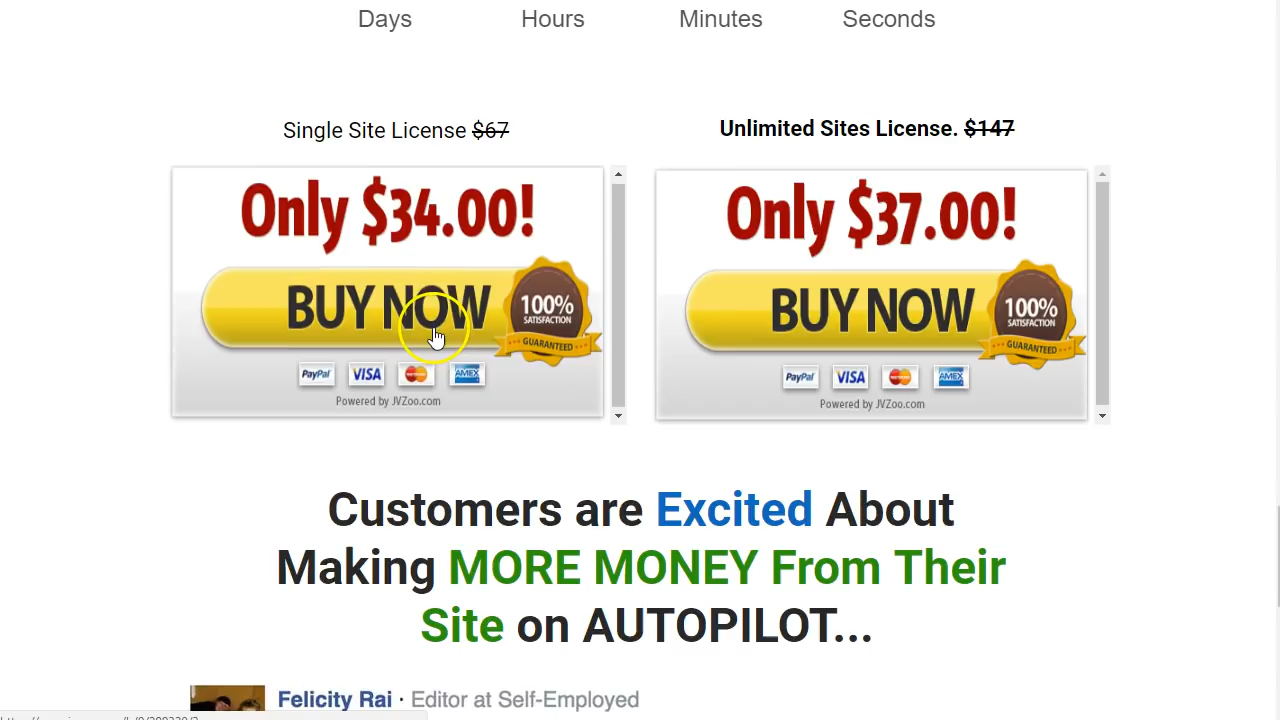 Days Hours Minutes Seconds
Single Site License $67
Unlimited Sites License. $147
Only $34.00!
BUY NOW
100%
SATISFACTION
GUARANTEED
PayPal VISA AMEX
Powered by JVZoo.com
Only $37.00!
BUY NOW
100%
SATISFACTION
GUARANTEED
PayPal VISA AMEX
Powered by JVZoo.com
Customers are Excited About
Making MORE MONEY From Their
Site on AUTOPILOT...
Felicity Rai · Editor at Self-Employed